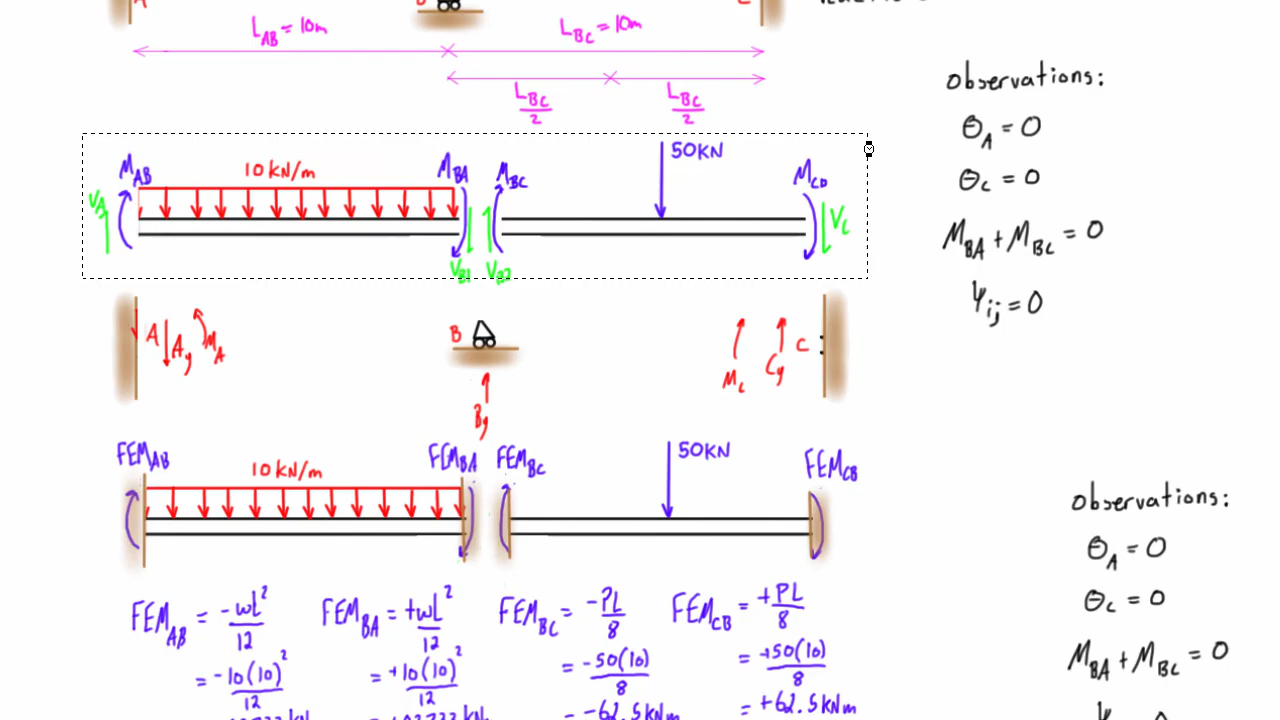 L_AB = 10m
L_BC = 10m
L_BC/2
L_BC/2
Observations:
θ_A = 0
θ_C = 0
M_BA + M_BC = 0
ψ_ij = 0
M_AB
10 kN/m
M_BA
M_BC
50KN
M_CD
V_A
V_B1
V_B2
V_C
A
A_y
M_A
B
B_y
M_C
C_y
C
FEM_AB
10 kN/m
FEM_BA
FEM_BC
50KN
FEM_CB
FEM_AB = -wL²/12
= -10(10)²/12
FEM_BA = +wL²/12
= +10(10)²/12
FEM_BC = -PL/8
= -50(10)/8
= -62.5kNm
FEM_CB = +PL/8
= +50(10)/8
= +62.5kNm
Observations:
θ_A = 0
θ_C = 0
M_BA + M_BC = 0